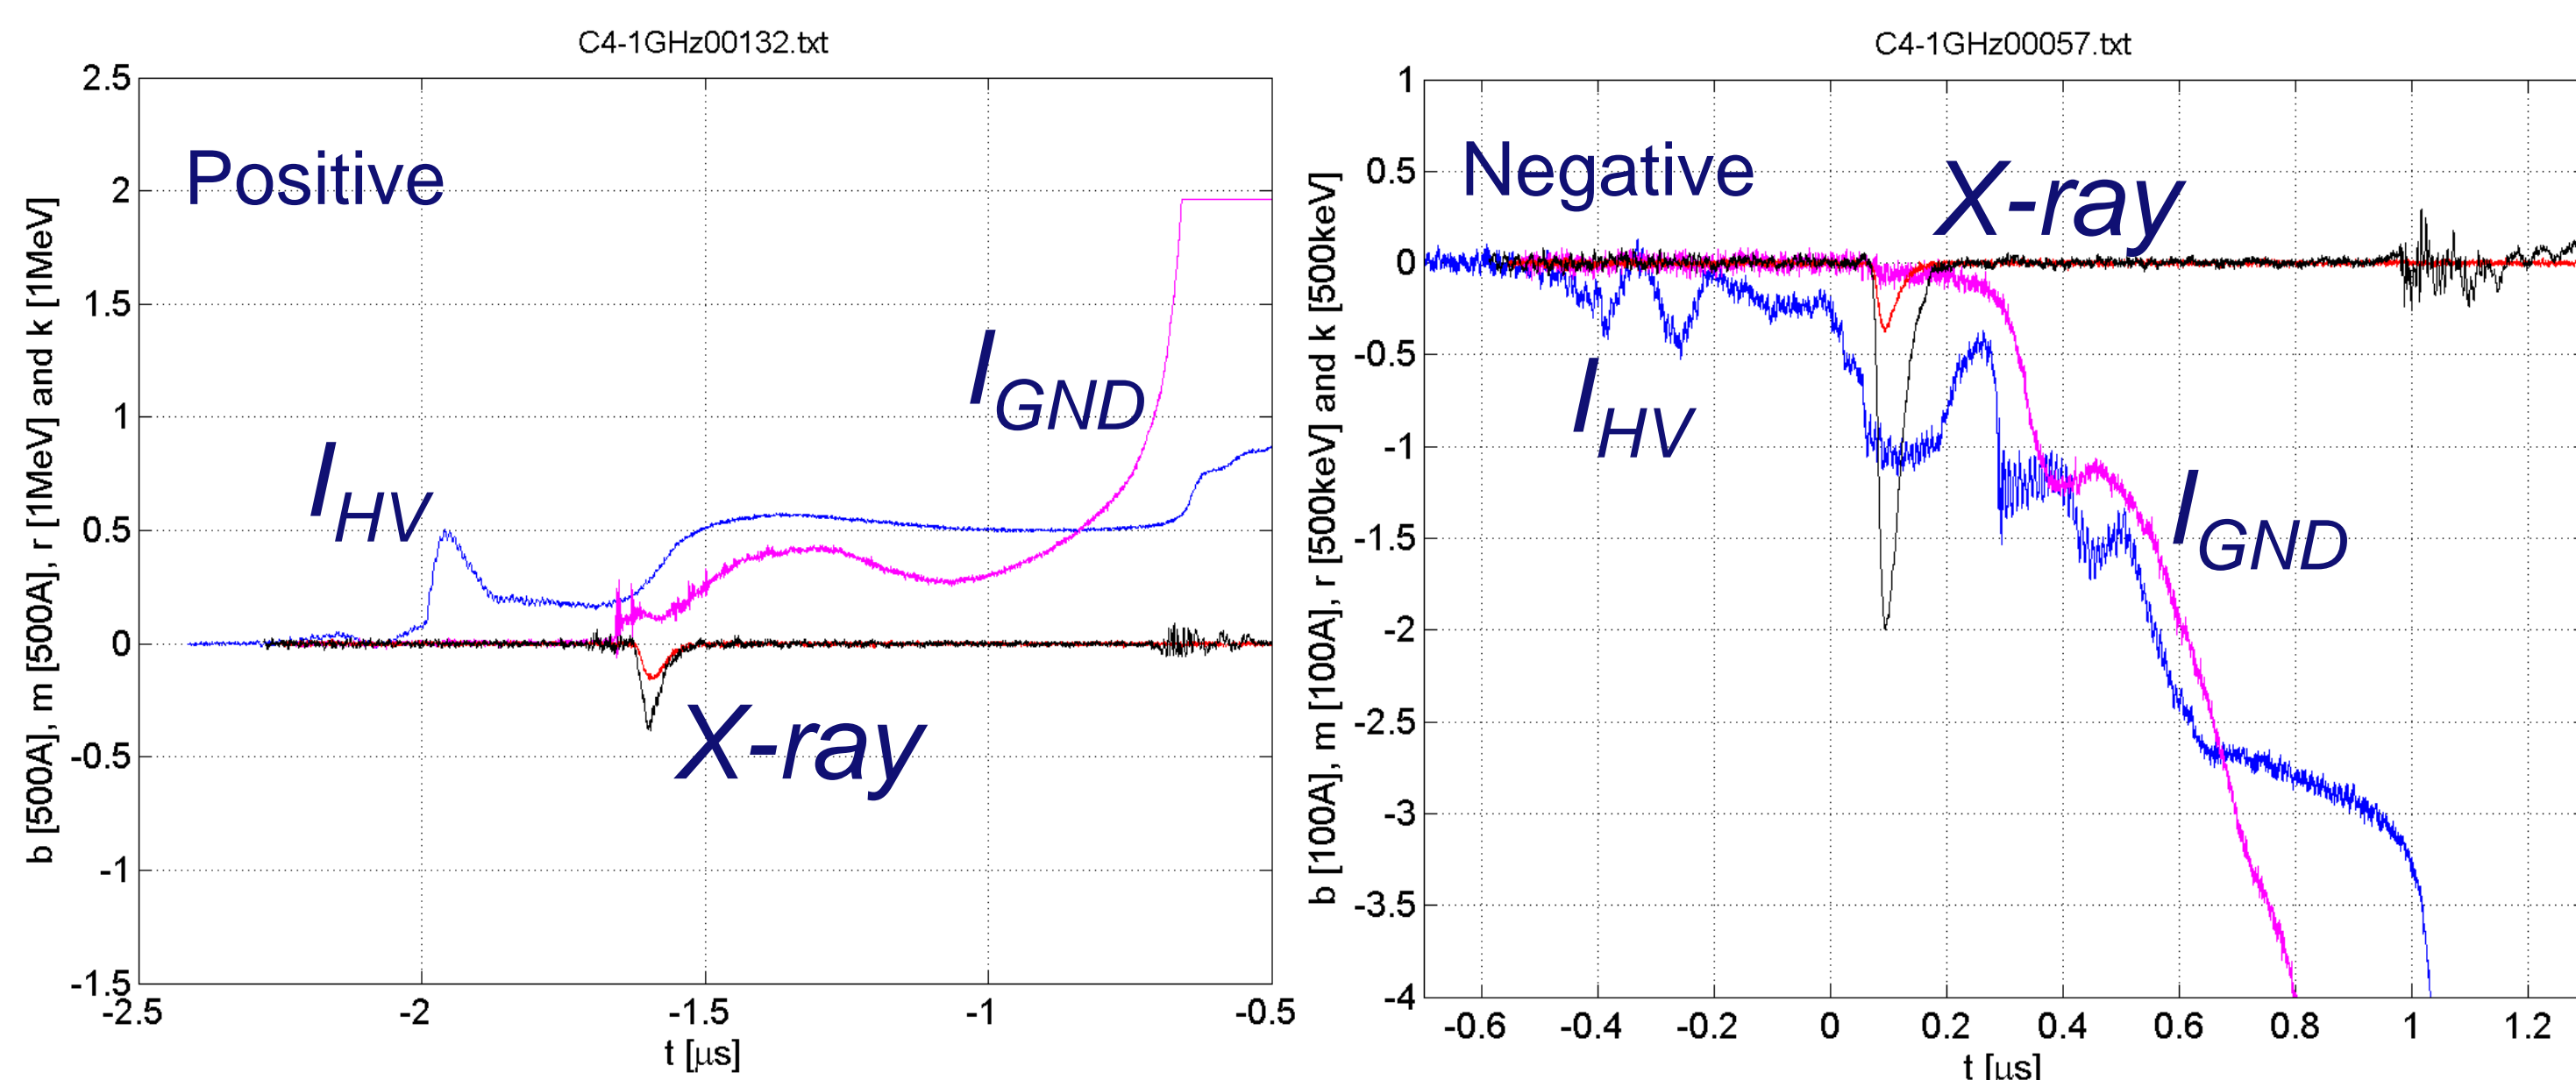 C4-1GHz00132.txt
b [500A], m [500A], r [1MeV] and k [1MeV]
2.5
2
1.5
1
0.5
0
-0.5
-1
-1.5
Positive
I_HV
I_GND
X-ray
-2.5 -2 -1.5 -1 -0.5
t [μs]
C4-1GHz00057.txt
b [100A], m [100A], r [500keV] and k [500keV]
1
0.5
0
-0.5
-1
-1.5
-2
-2.5
-3
-3.5
-4
Negative
X-ray
I_HV
I_GND
-0.6 -0.4 -0.2 0 0.2 0.4 0.6 0.8 1 1.2
t [μs]